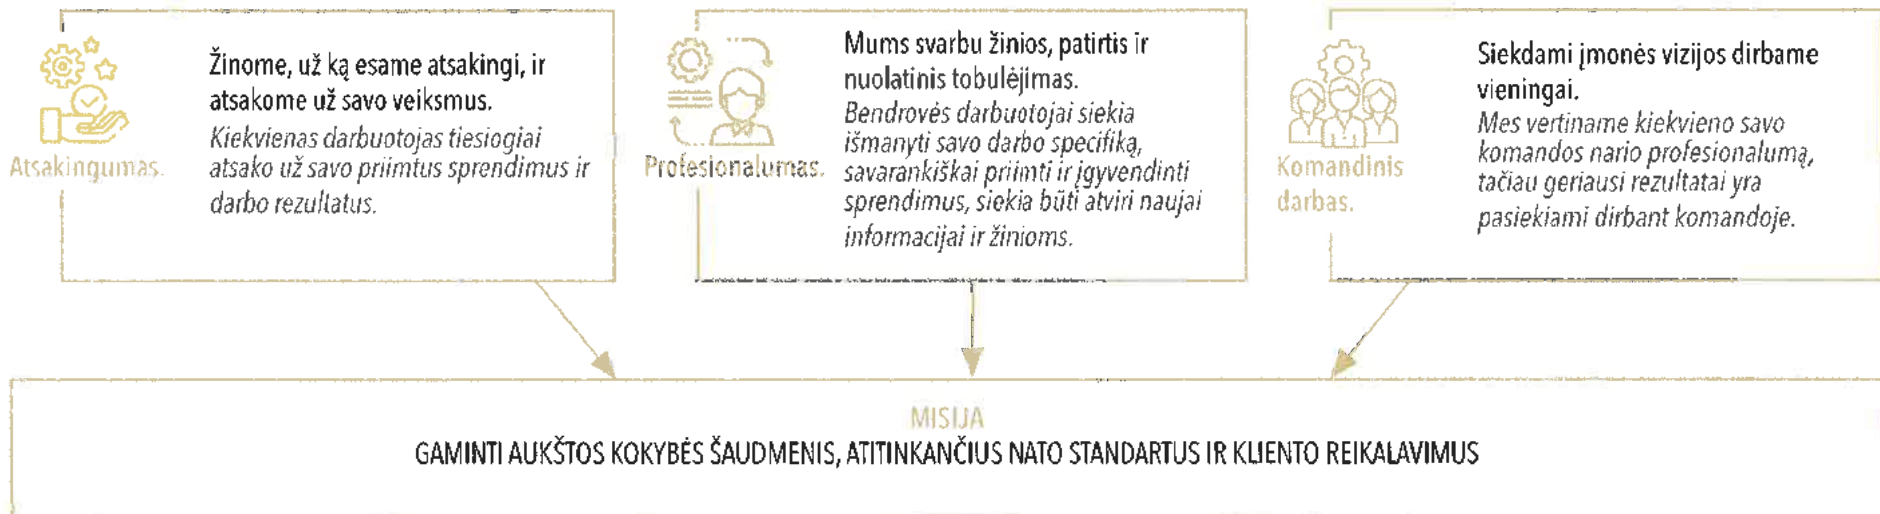 Atsakingumas.
Žinome, už ką esame atsakingi, ir
atsakome už savo veiksmus.
Kiekvienas darbuotojas tiesiogiai
atsako už savo priimtus sprendimus ir
darbo rezultatus.
Profesionalumas.
Mums svarbu žinios, patirtis ir
nuolatinis tobulėjimas.
Bendrovės darbuotojai siekia
išmanyti savo darbo specifiką,
savarankiškai priimti ir įgyvendinti
sprendimus, siekia būti atviri naujai
informacijai ir žinioms.
Komandinis
darbas.
Siekdami įmonės vizijos dirbame
vieningai.
Mes vertiname kiekvieno savo
komandos nario profesionalumą,
tačiau geriausi rezultatai yra
pasiekiami dirbant komandoje.
MISIJA
GAMINTI AUKŠTOS KOKYBĖS ŠAUDMENIS, ATITINKANČIUS NATO STANDARTUS IR KLIENTO REIKALAVIMUS